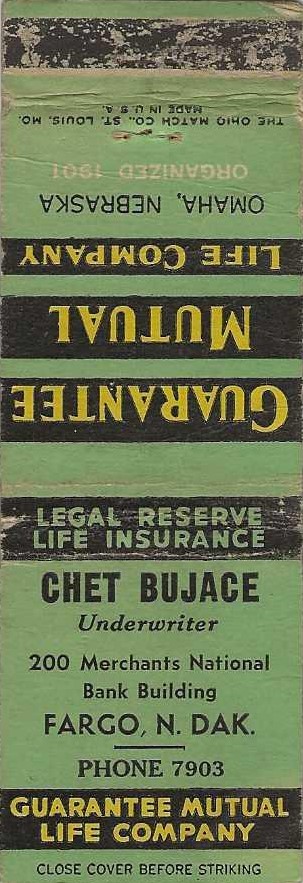 GUARANTEE
MUTUAL
LIFE COMPANY
OMAHA, NEBRASKA
ORGANIZED 1901
THE OHIO MATCH CO., ST. LOUIS, MO.
MADE IN U.S.A.
LEGAL RESERVE
LIFE INSURANCE
CHET BUJACE
Underwriter
200 Merchants National
Bank Building
FARGO, N. DAK.
PHONE 7903
GUARANTEE MUTUAL
LIFE COMPANY
CLOSE COVER BEFORE STRIKING